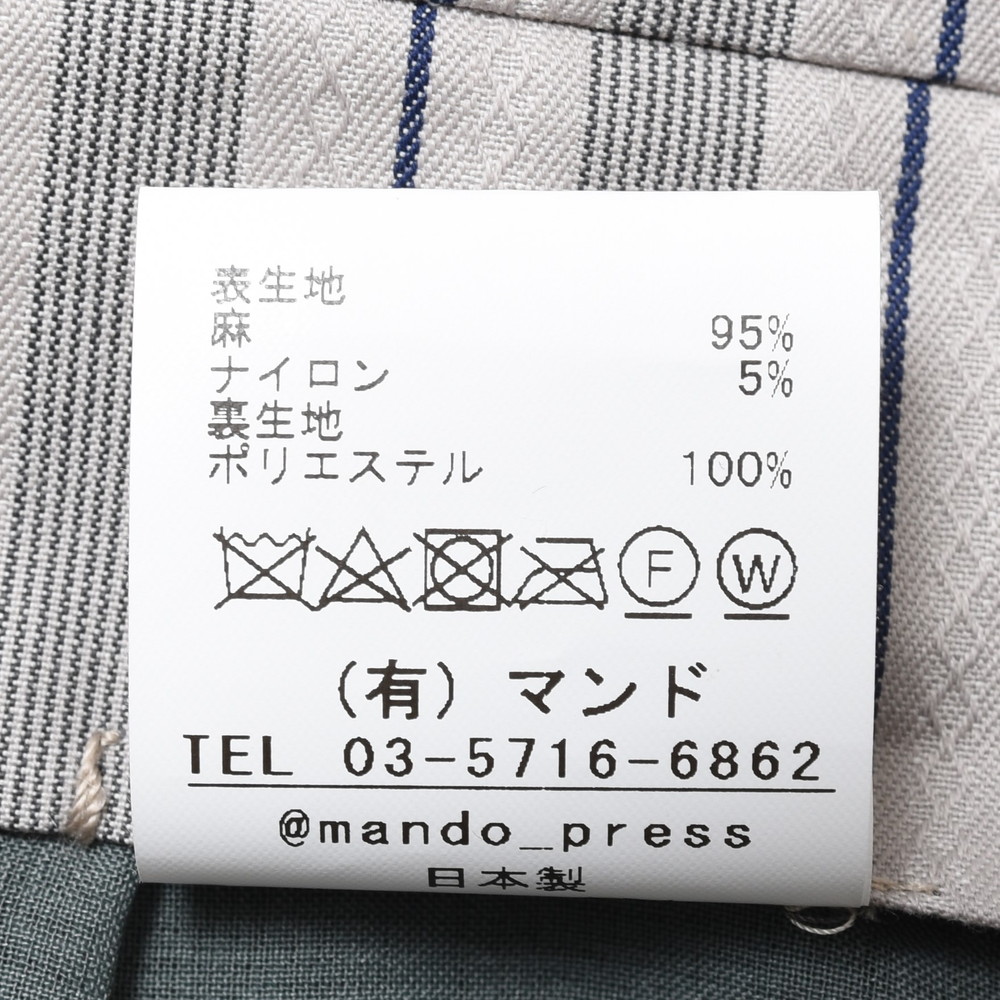 表生地
麻 95%
ナイロン 5%
裏生地
ポリエステル 100%
F W
(有) マンド
TEL 03-5716-6862
@mando_press
日本製